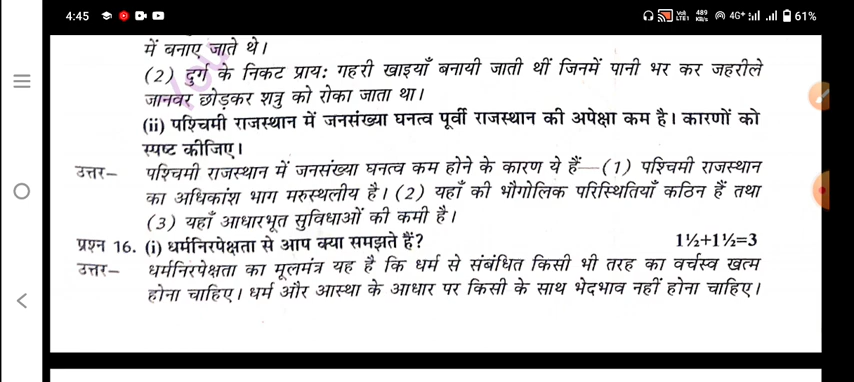 4:45 489 KB/s 4G+ 61%
में बनाए जाते थे।
(2) दुर्ग के निकट प्राय: गहरी खाइयाँ बनायी जाती थीं जिनमें पानी भर कर जहरीले
जानवर छोड़कर शत्रु को रोका जाता था।
(ii) पश्चिमी राजस्थान में जनसंख्या घनत्व पूर्वी राजस्थान की अपेक्षा कम है। कारणों को
स्पष्ट कीजिए।
उत्तर– पश्चिमी राजस्थान में जनसंख्या घनत्व कम होने के कारण ये हैं—(1) पश्चिमी राजस्थान
का अधिकांश भाग मरुस्थलीय है। (2) यहाँ की भौगोलिक परिस्थितियाँ कठिन हैं तथा
(3) यहाँ आधारभूत सुविधाओं की कमी है।
प्रश्न 16. (i) धर्मनिरपेक्षता से आप क्या समझते हैं? 1½+1½=3
उत्तर– धर्मनिरपेक्षता का मूलमंत्र यह है कि धर्म से संबंधित किसी भी तरह का वर्चस्व खत्म
होना चाहिए। धर्म और आस्था के आधार पर किसी के साथ भेदभाव नहीं होना चाहिए।